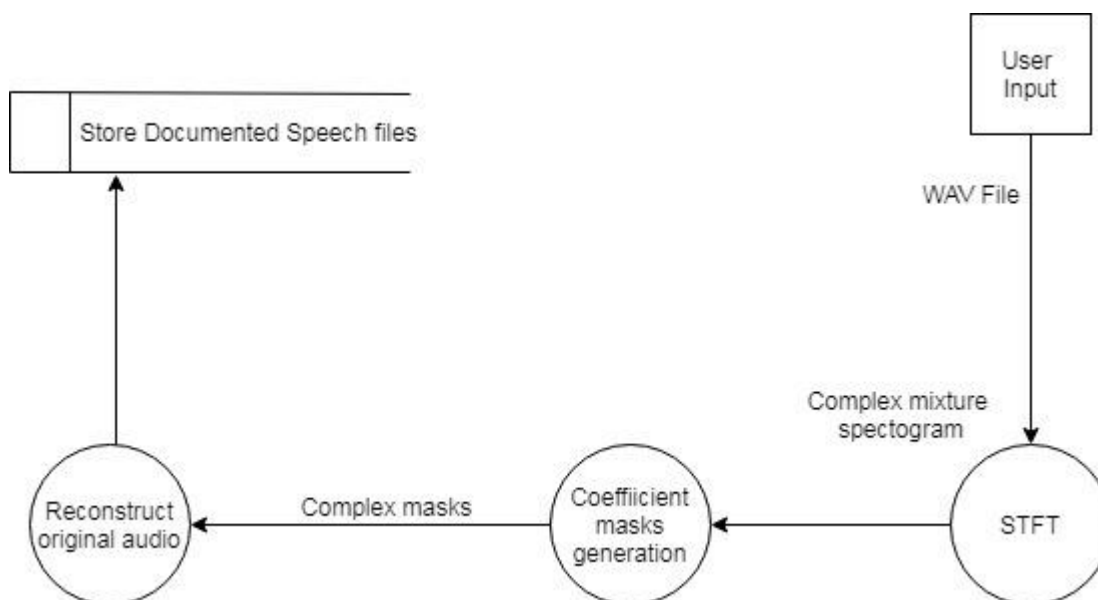 User
Input
Store Documented Speech files
WAV File
Complex mixture
spectogram
Reconstruct
original audio
Complex masks
Coeffiicient
masks
generation
STFT